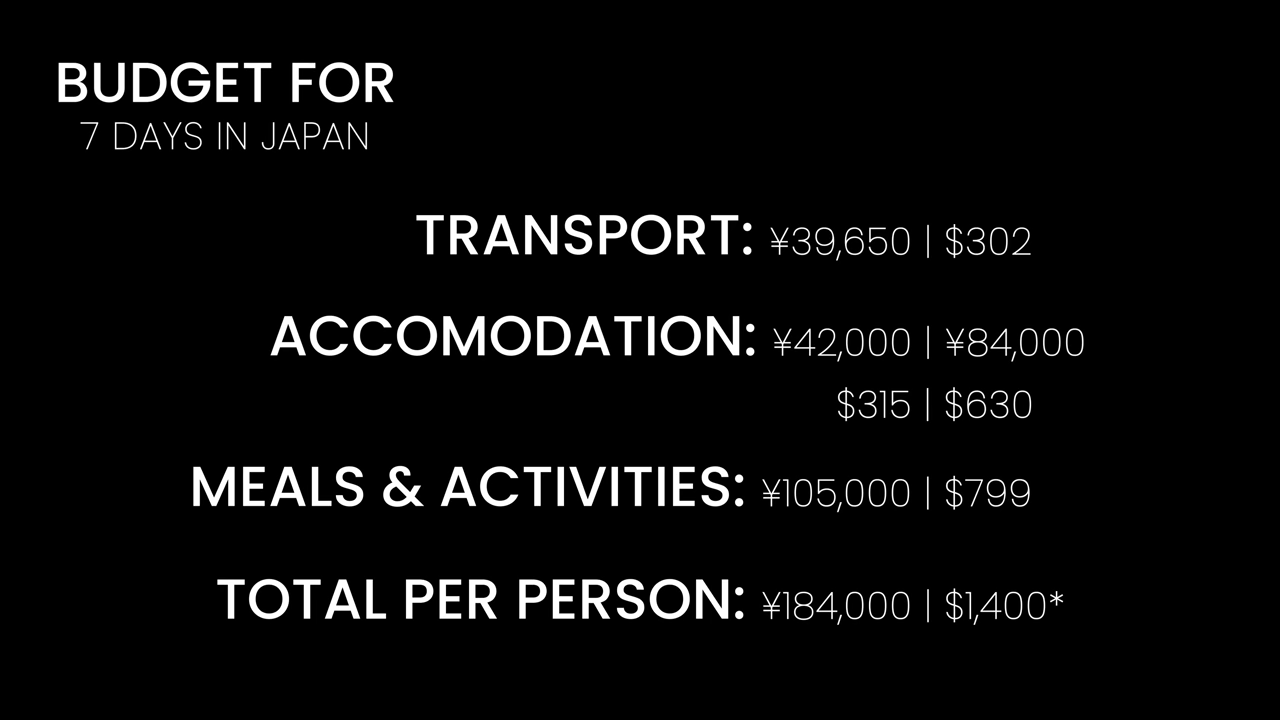 BUDGET FOR
7 DAYS IN JAPAN
TRANSPORT: ¥39,650 | $302
ACCOMODATION: ¥42,000 | ¥84,000
$315 | $630
MEALS & ACTIVITIES: ¥105,000 | $799
TOTAL PER PERSON: ¥184,000 | $1,400*